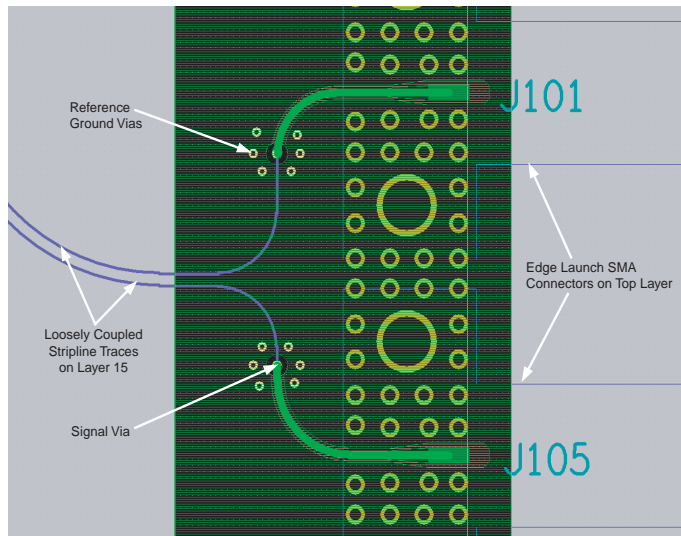 J101
Reference
Ground Vias
Edge Launch SMA
Connectors on Top Layer
Loosely Coupled
Stripline Traces
on Layer 15
Signal Via
J105